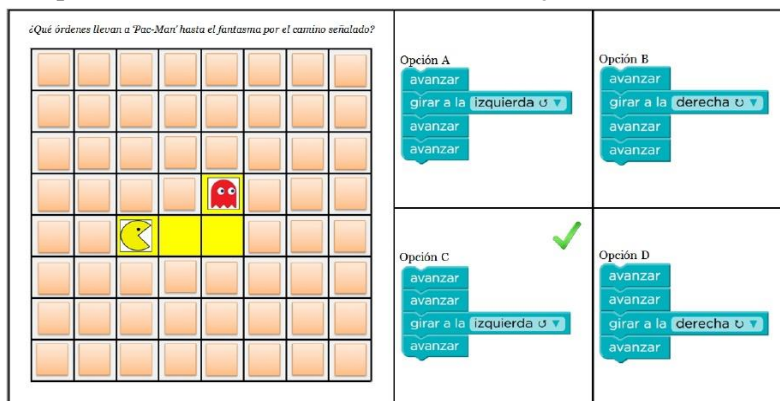 ¿Qué órdenes llevan a 'Pac-Man' hasta el fantasma por el camino señalado?
Opción A
avanzar
girar a la izquierda ↺ ▼
avanzar
avanzar
Opción B
avanzar
girar a la derecha ↻ ▼
avanzar
avanzar
Opción C
avanzar
avanzar
girar a la izquierda ↺ ▼
avanzar
Opción D
avanzar
avanzar
girar a la derecha ↻ ▼
avanzar